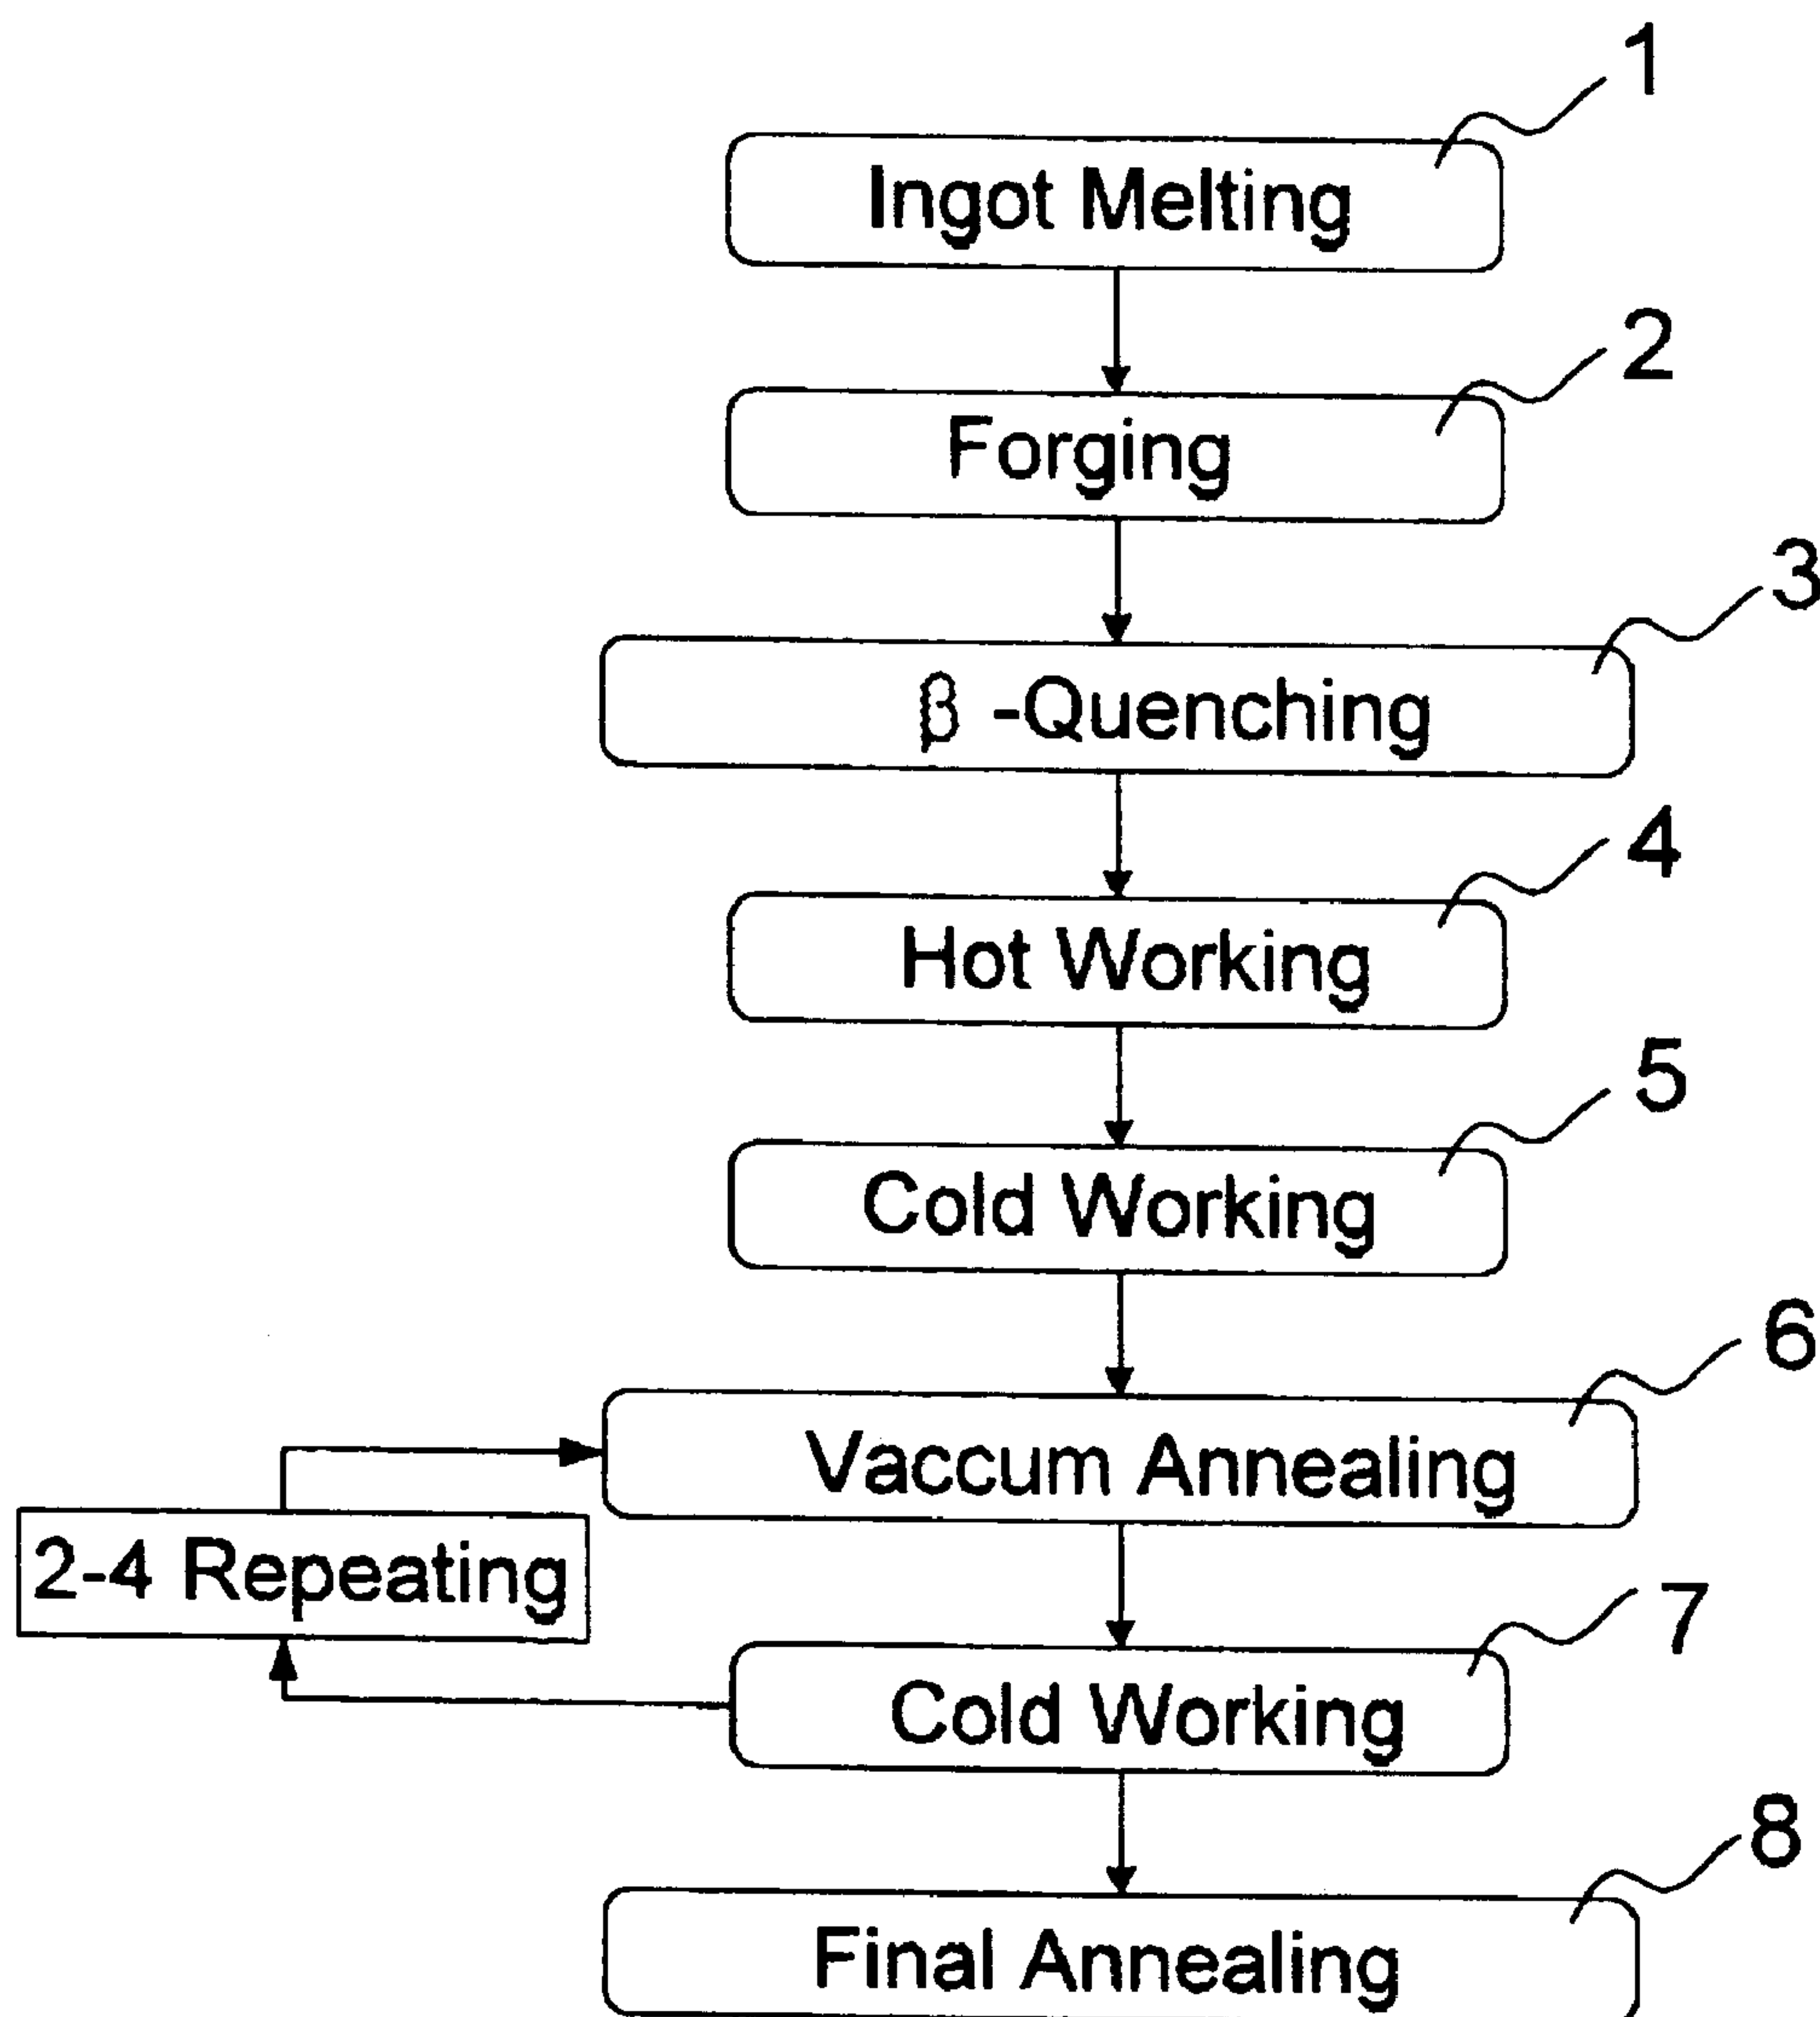 1
Ingot Melting
2
Forging
3
β -Quenching
4
Hot Working
5
Cold Working
6
Vaccum Annealing
2-4 Repeating
7
Cold Working
8
Final Annealing